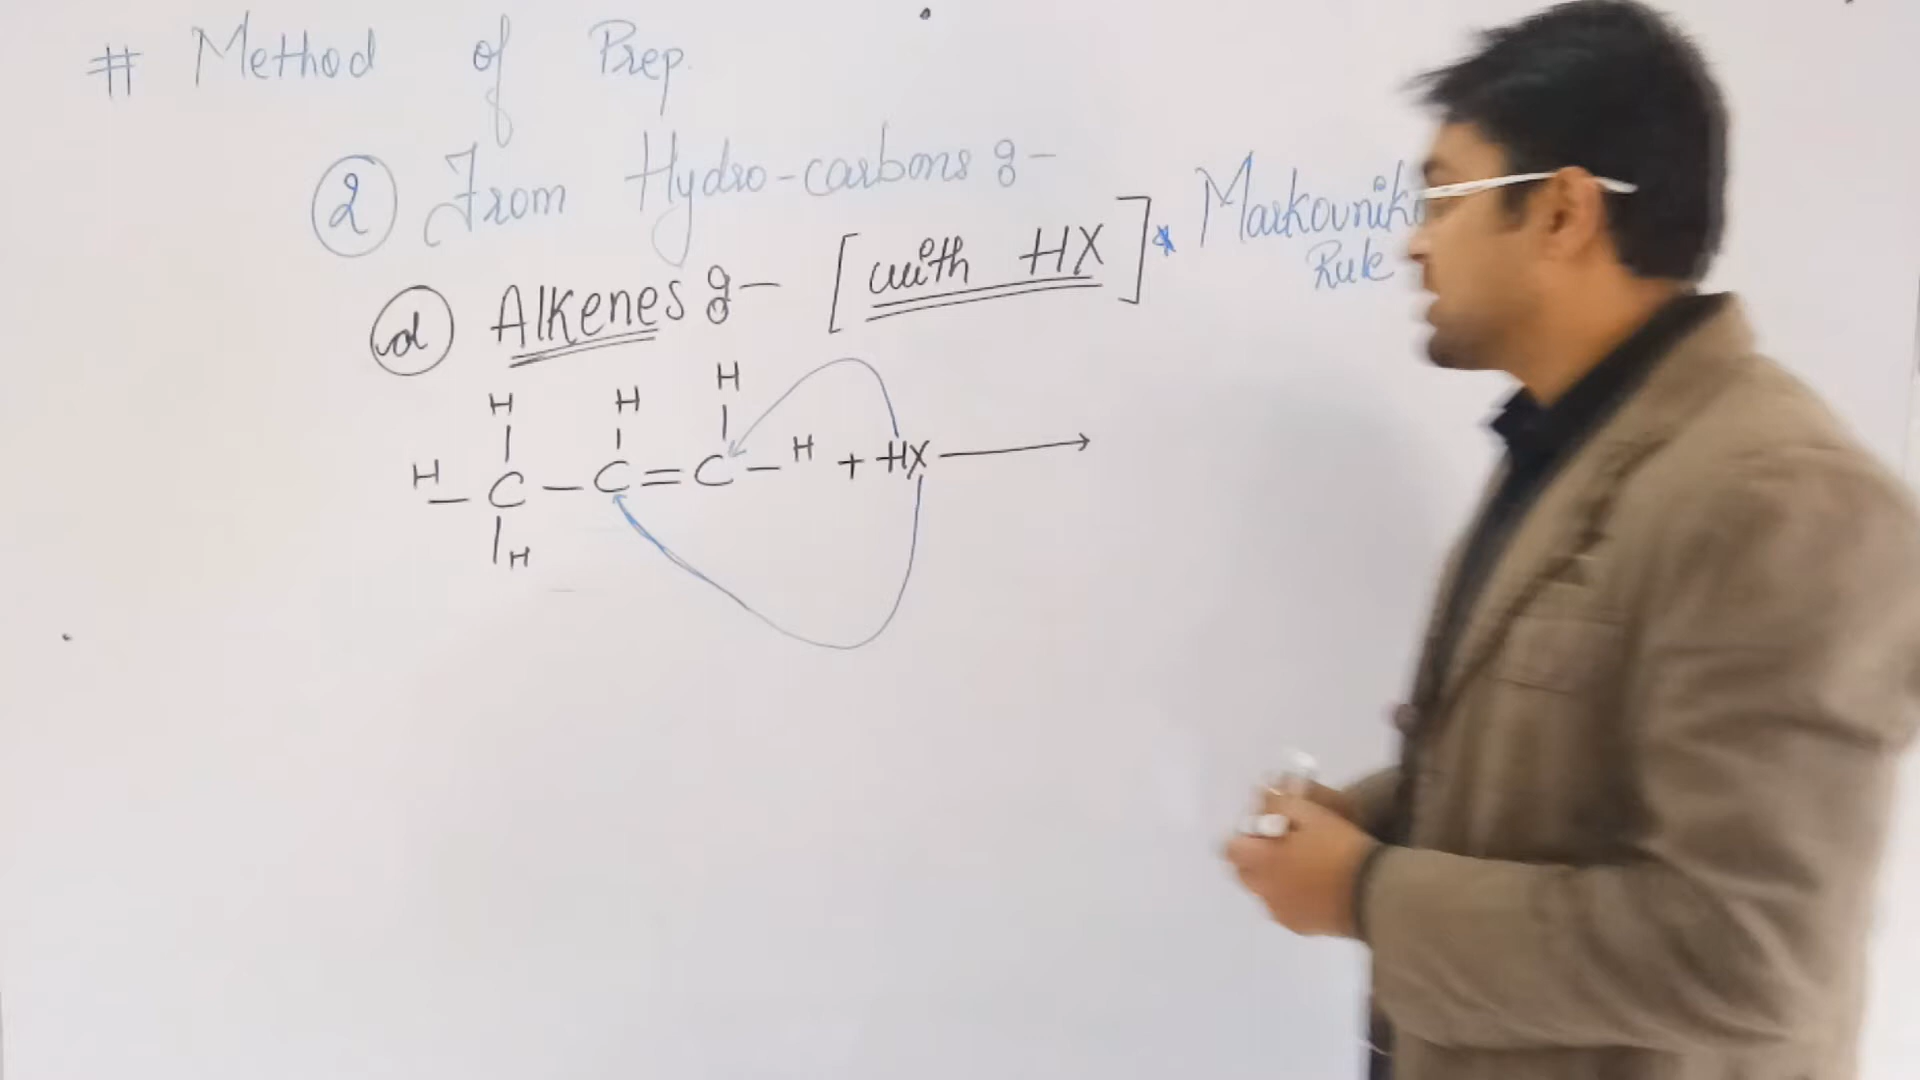 # Method of Prep.
② From Hydro-carbons :-
ⓐ Alkenes :- [with HX] * Markovnik
Rule
H H H
H - C - C = C - H + HX →
H